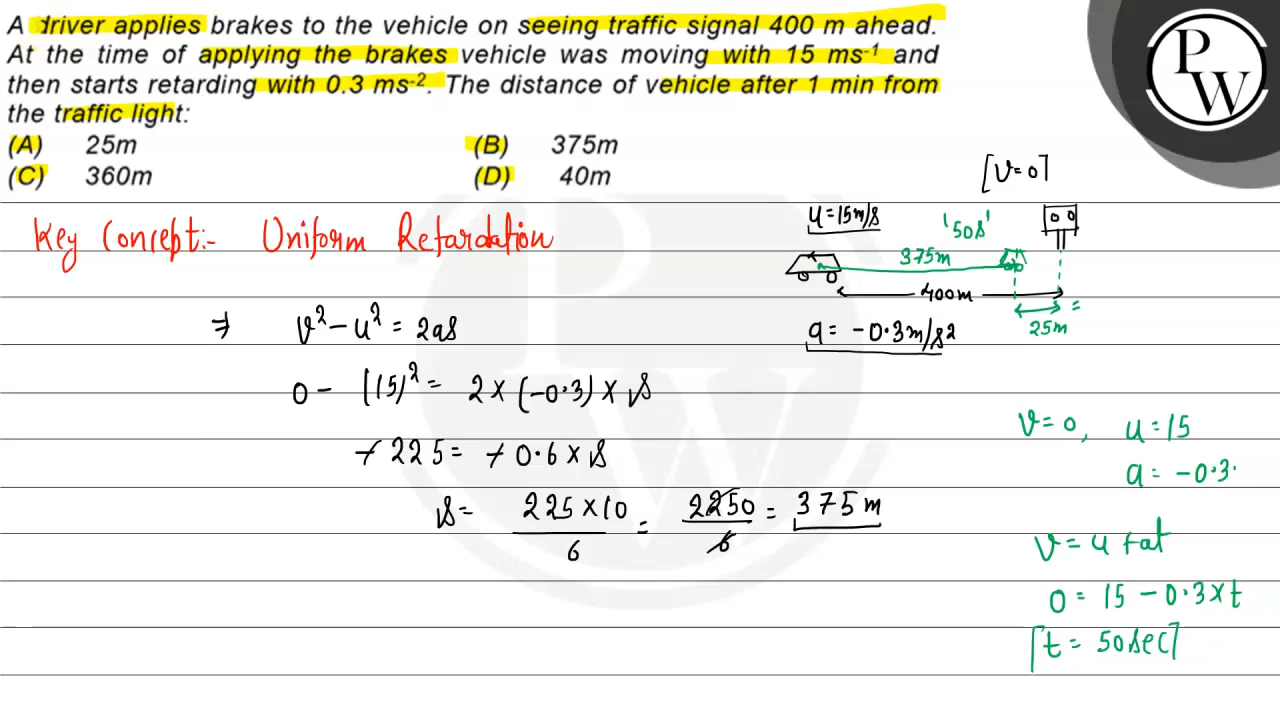 A driver applies brakes to the vehicle on seeing traffic signal 400 m ahead.
At the time of applying the brakes vehicle was moving with 15 ms⁻¹ and
then starts retarding with 0.3 ms⁻². The distance of vehicle after 1 min from
the traffic light:
(A) 25m (B) 375m
(C) 360m (D) 40m
PW
[v=0]
u=15m/s
'50s'
375m
400m
25m =
a = -0.3m/s2
Key Concept:- Uniform Retardation
⇒ v² - u² = 2as
0 - (15)² = 2 × (-0.3) × s
- 225 = - 0.6 × s
s = 225 × 10 / 6 = 2250 / 6 = 375 m
v = 0, u = 15
a = -0.3.
v = u + at
0 = 15 - 0.3 × t
[t = 50sec]